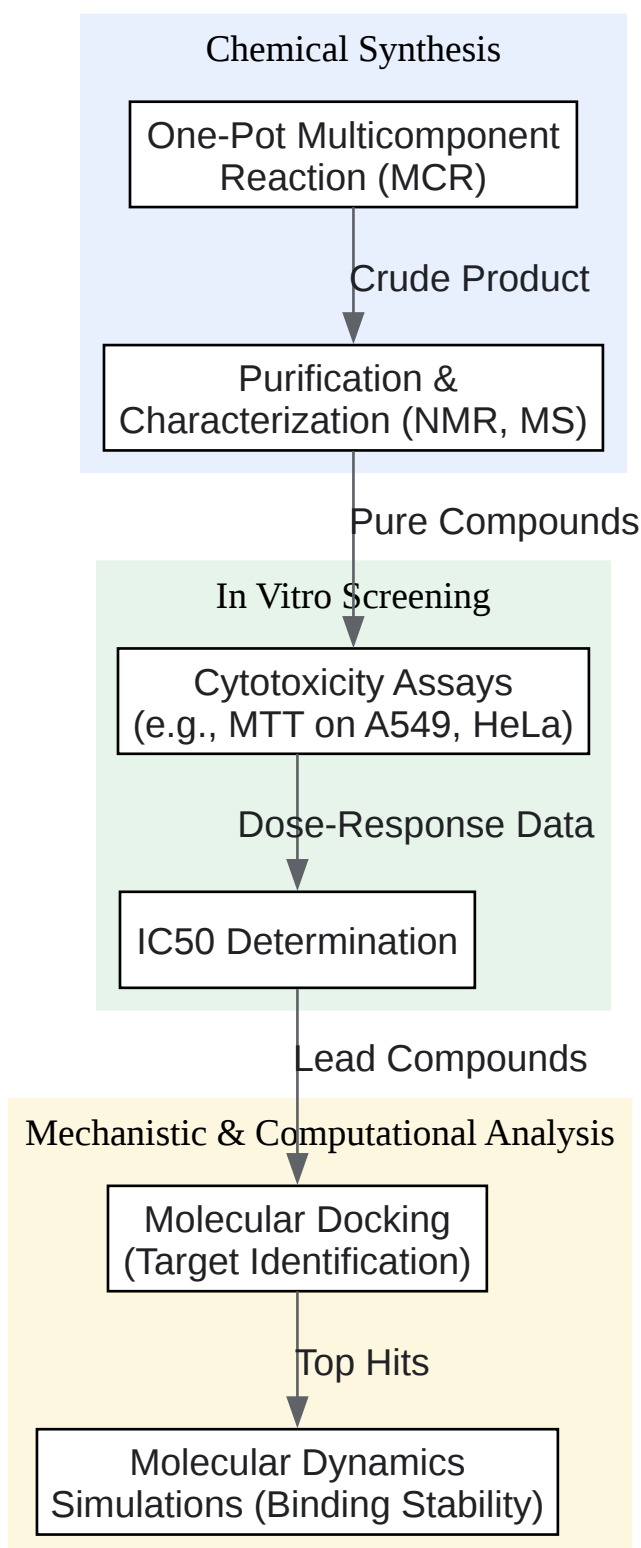 Chemical Synthesis
One-Pot Multicomponent
Reaction (MCR)
Crude Product
Purification &
Characterization (NMR, MS)
Pure Compounds
In Vitro Screening
Cytotoxicity Assays
(e.g., MTT on A549, HeLa)
Dose-Response Data
IC50 Determination
Lead Compounds
Mechanistic & Computational Analysis
Molecular Docking
(Target Identification)
Top Hits
Molecular Dynamics
Simulations (Binding Stability)